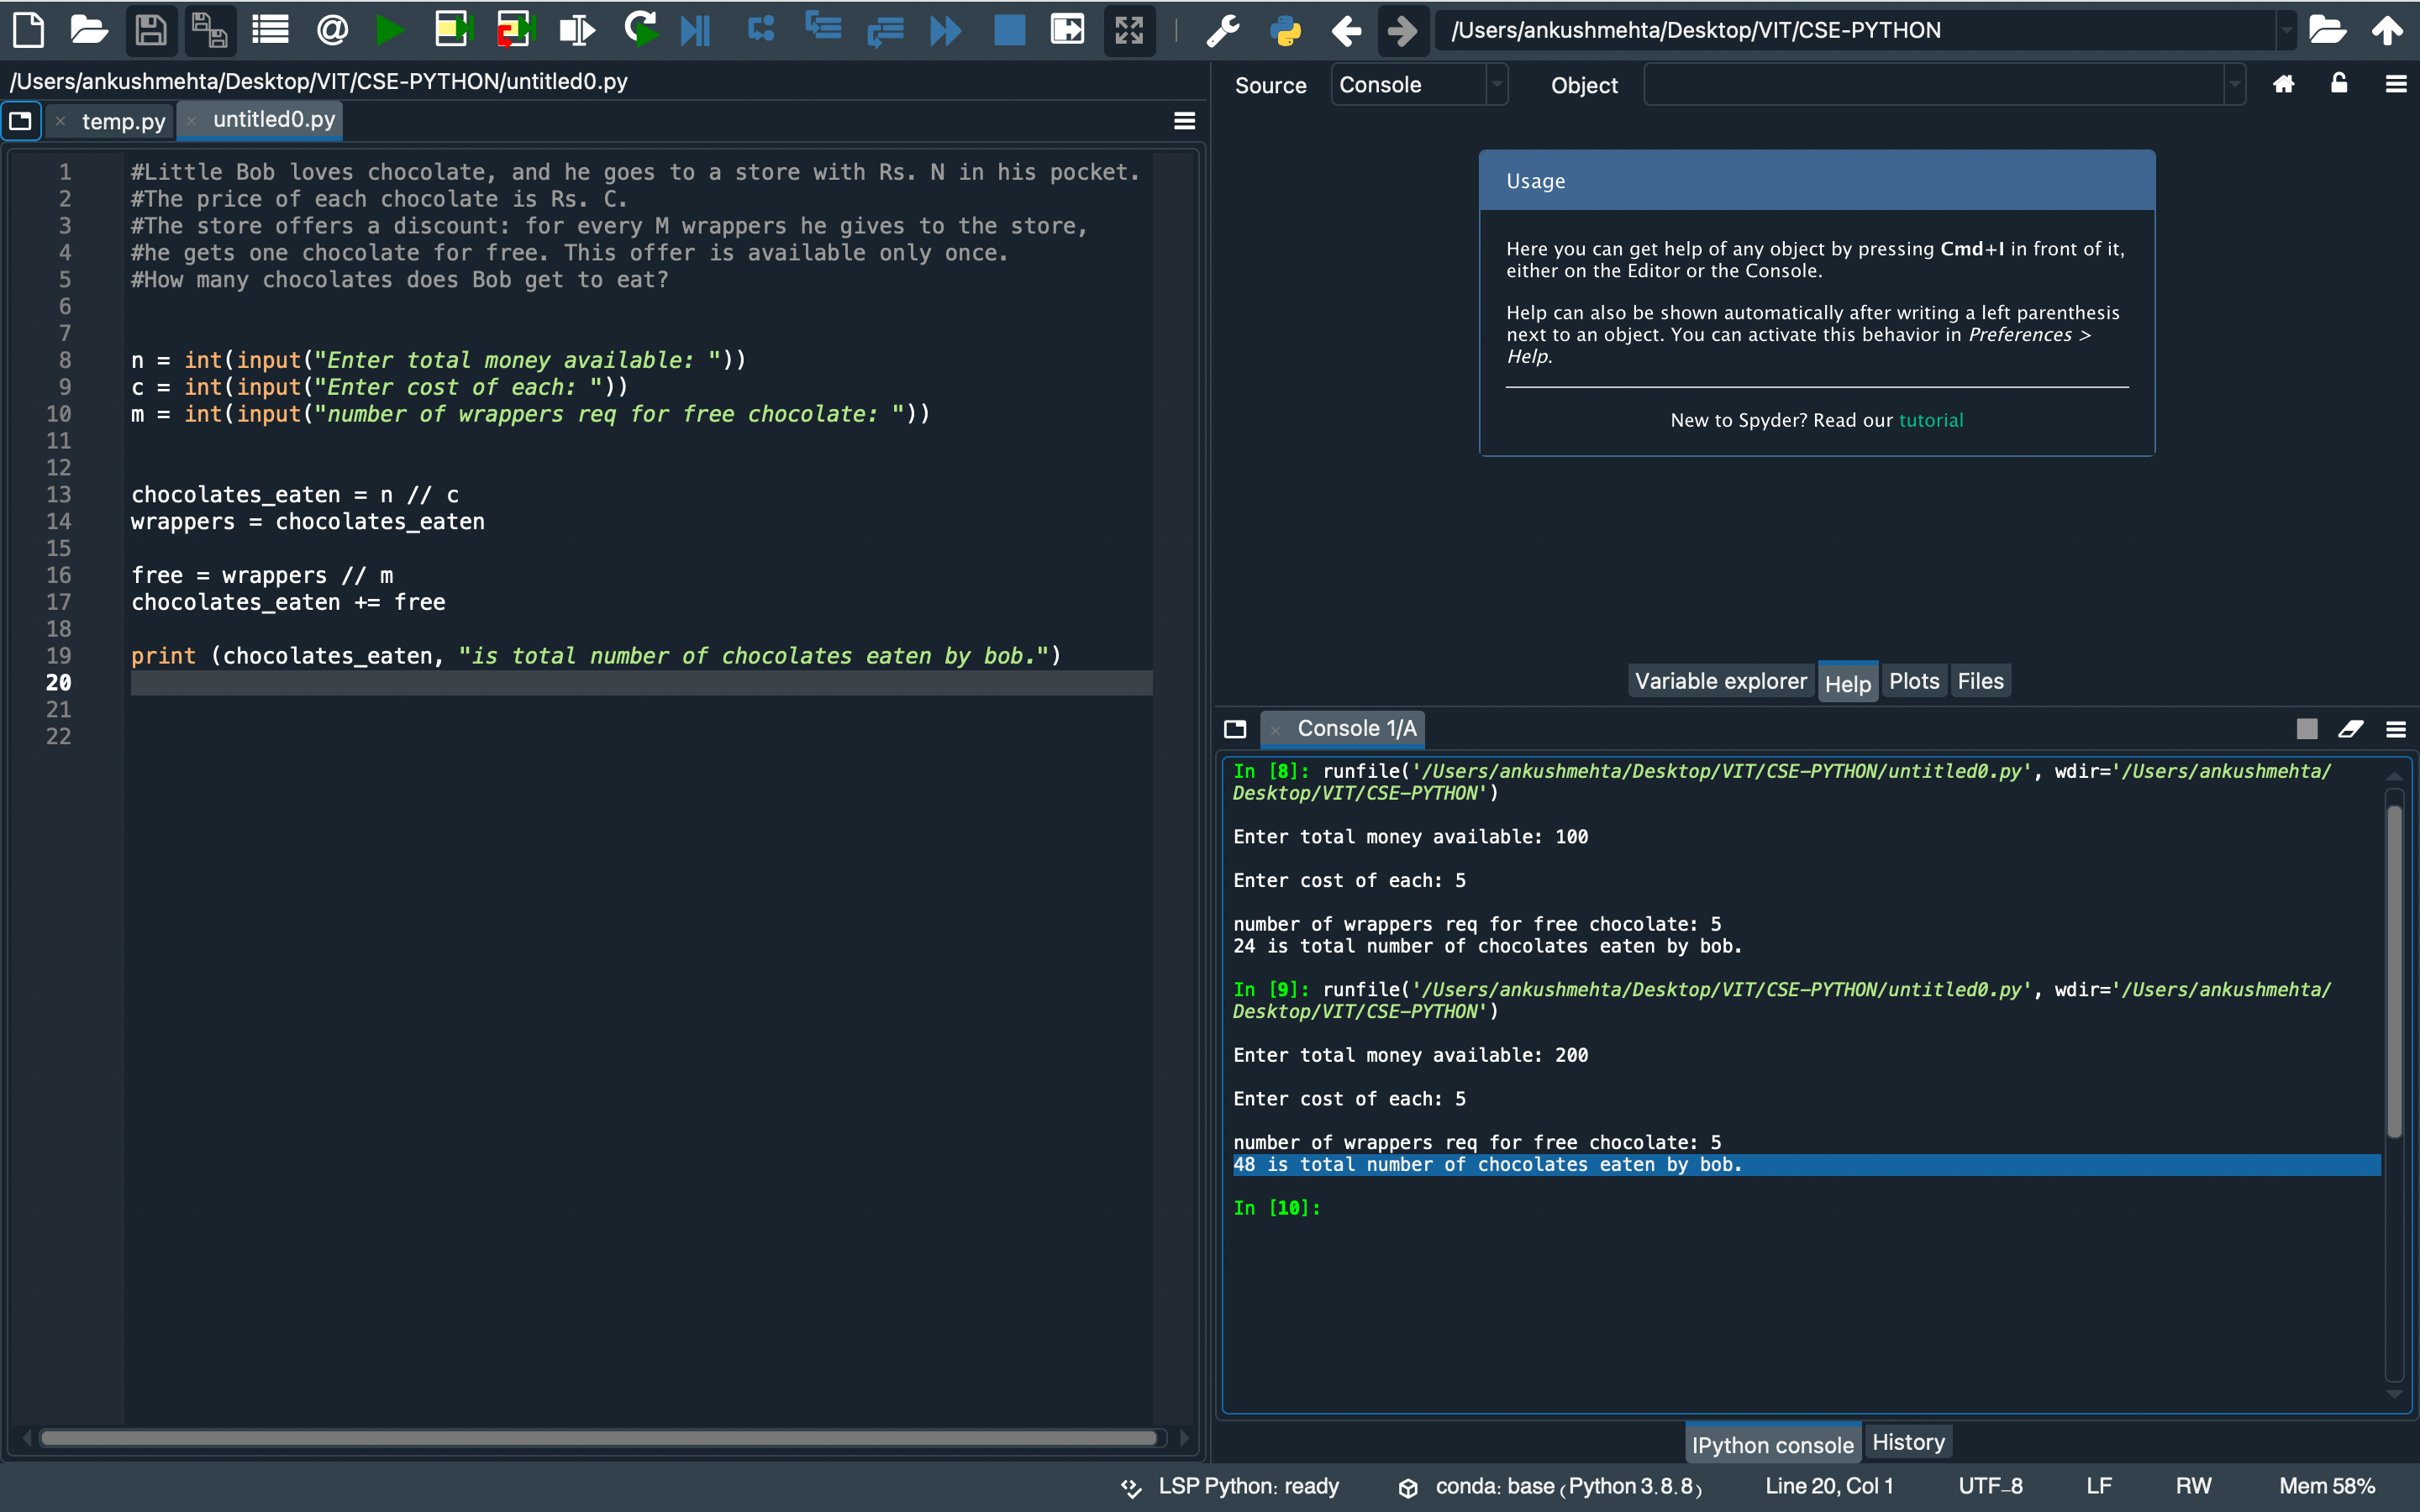 /Users/ankushmehta/Desktop/VIT/CSE-PYTHON
/Users/ankushmehta/Desktop/VIT/CSE-PYTHON/untitled0.py
temp.py
untitled0.py
1 #Little Bob loves chocolate, and he goes to a store with Rs. N in his pocket.
2 #The price of each chocolate is Rs. C.
3 #The store offers a discount: for every M wrappers he gives to the store,
4 #he gets one chocolate for free. This offer is available only once.
5 #How many chocolates does Bob get to eat?
6
7
8 n = int(input("Enter total money available: "))
9 c = int(input("Enter cost of each: "))
10 m = int(input("number of wrappers req for free chocolate: "))
11
12
13 chocolates_eaten = n // c
14 wrappers = chocolates_eaten
15
16 free = wrappers // m
17 chocolates_eaten += free
18
19 print (chocolates_eaten, "is total number of chocolates eaten by bob.")
20
21
22
Source Console Object
Usage
Here you can get help of any object by pressing Cmd+I in front of it,
either on the Editor or the Console.
Help can also be shown automatically after writing a left parenthesis
next to an object. You can activate this behavior in Preferences >
Help.
New to Spyder? Read our tutorial
Variable explorer Help Plots Files
Console 1/A
In [8]: runfile('/Users/ankushmehta/Desktop/VIT/CSE-PYTHON/untitled0.py', wdir='/Users/ankushmehta/
Desktop/VIT/CSE-PYTHON')
Enter total money available: 100
Enter cost of each: 5
number of wrappers req for free chocolate: 5
24 is total number of chocolates eaten by bob.
In [9]: runfile('/Users/ankushmehta/Desktop/VIT/CSE-PYTHON/untitled0.py', wdir='/Users/ankushmehta/
Desktop/VIT/CSE-PYTHON')
Enter total money available: 200
Enter cost of each: 5
number of wrappers req for free chocolate: 5
48 is total number of chocolates eaten by bob.
In [10]:
IPython console History
LSP Python: ready conda: base (Python 3.8.8) Line 20, Col 1 UTF-8 LF RW Mem 58%